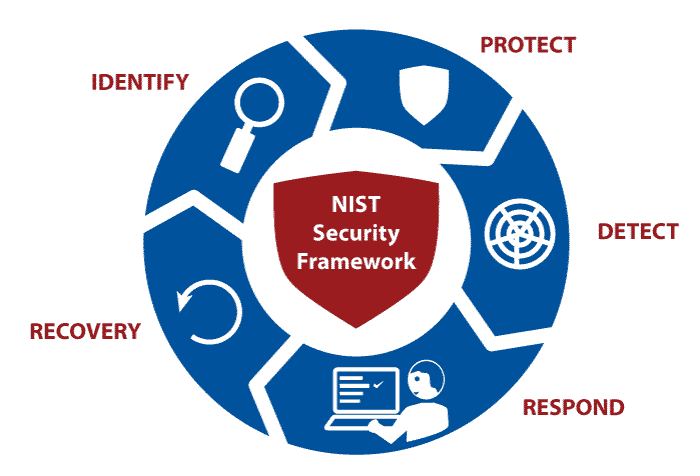 PROTECT
IDENTIFY
NIST
Security
Framework
DETECT
RECOVERY
RESPOND